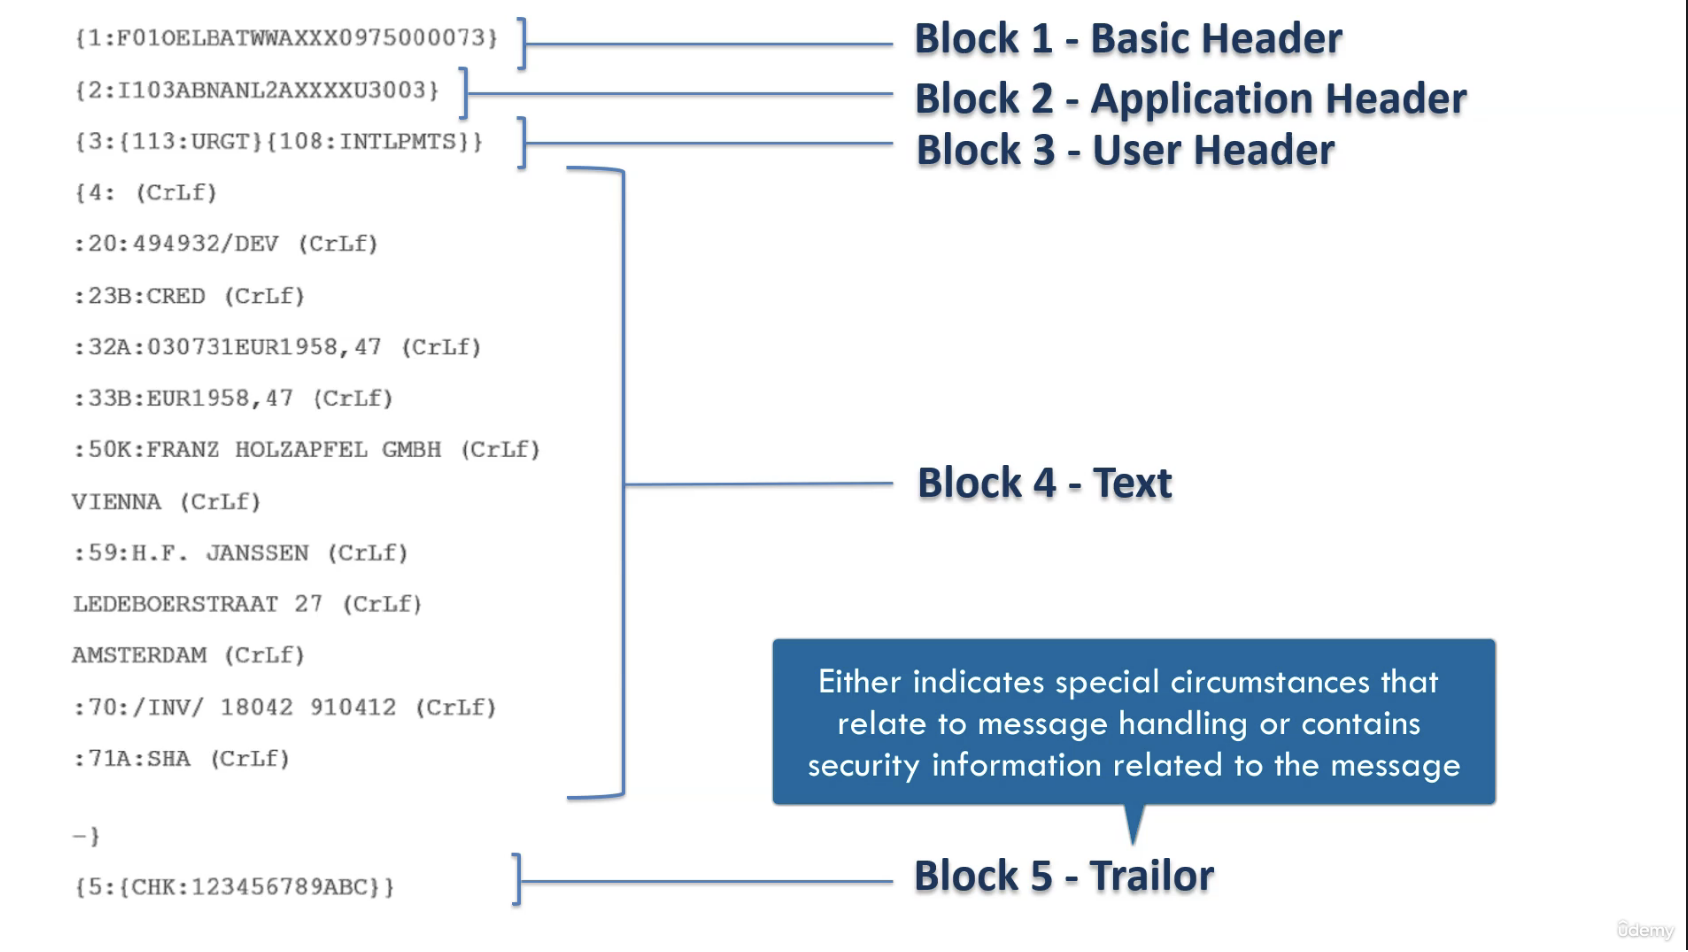 {1:F01OELBATWWAXXX0975000073}
Block 1 - Basic Header
{2:I103ABNANL2AXXXXU3003}
Block 2 - Application Header
{3:{113:URGT}{108:INTLPMTS}}
Block 3 - User Header
{4: (CrLf)
:20:494932/DEV (CrLf)
:23B:CRED (CrLf)
:32A:030731EUR1958,47 (CrLf)
:33B:EUR1958,47 (CrLf)
:50K:FRANZ HOLZAPFEL GMBH (CrLf)
VIENNA (CrLf)
:59:H.F. JANSSEN (CrLf)
LEDEBOERSTRAAT 27 (CrLf)
AMSTERDAM (CrLf)
:70:/INV/ 18042 910412 (CrLf)
:71A:SHA (CrLf)
–}
Block 4 - Text
Either indicates special circumstances that
relate to message handling or contains
security information related to the message
{5:{CHK:123456789ABC}}
Block 5 - Trailor
ûdemy